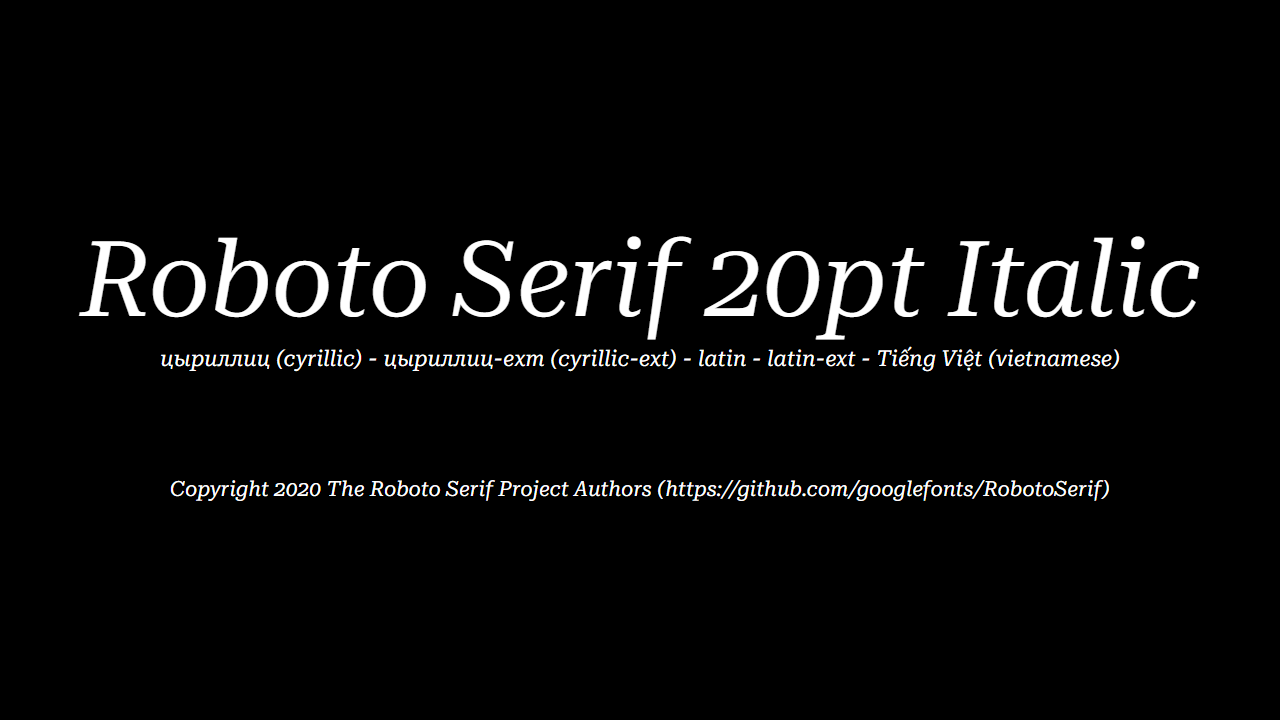 Roboto Serif 20pt Italic
цыриллиц (cyrillic) - цыриллиц-ext (cyrillic-ext) - latin - latin-ext - Tiếng Việt (vietnamese)
Copyright 2020 The Roboto Serif Project Authors (https://github.com/googlefonts/RobotoSerif)